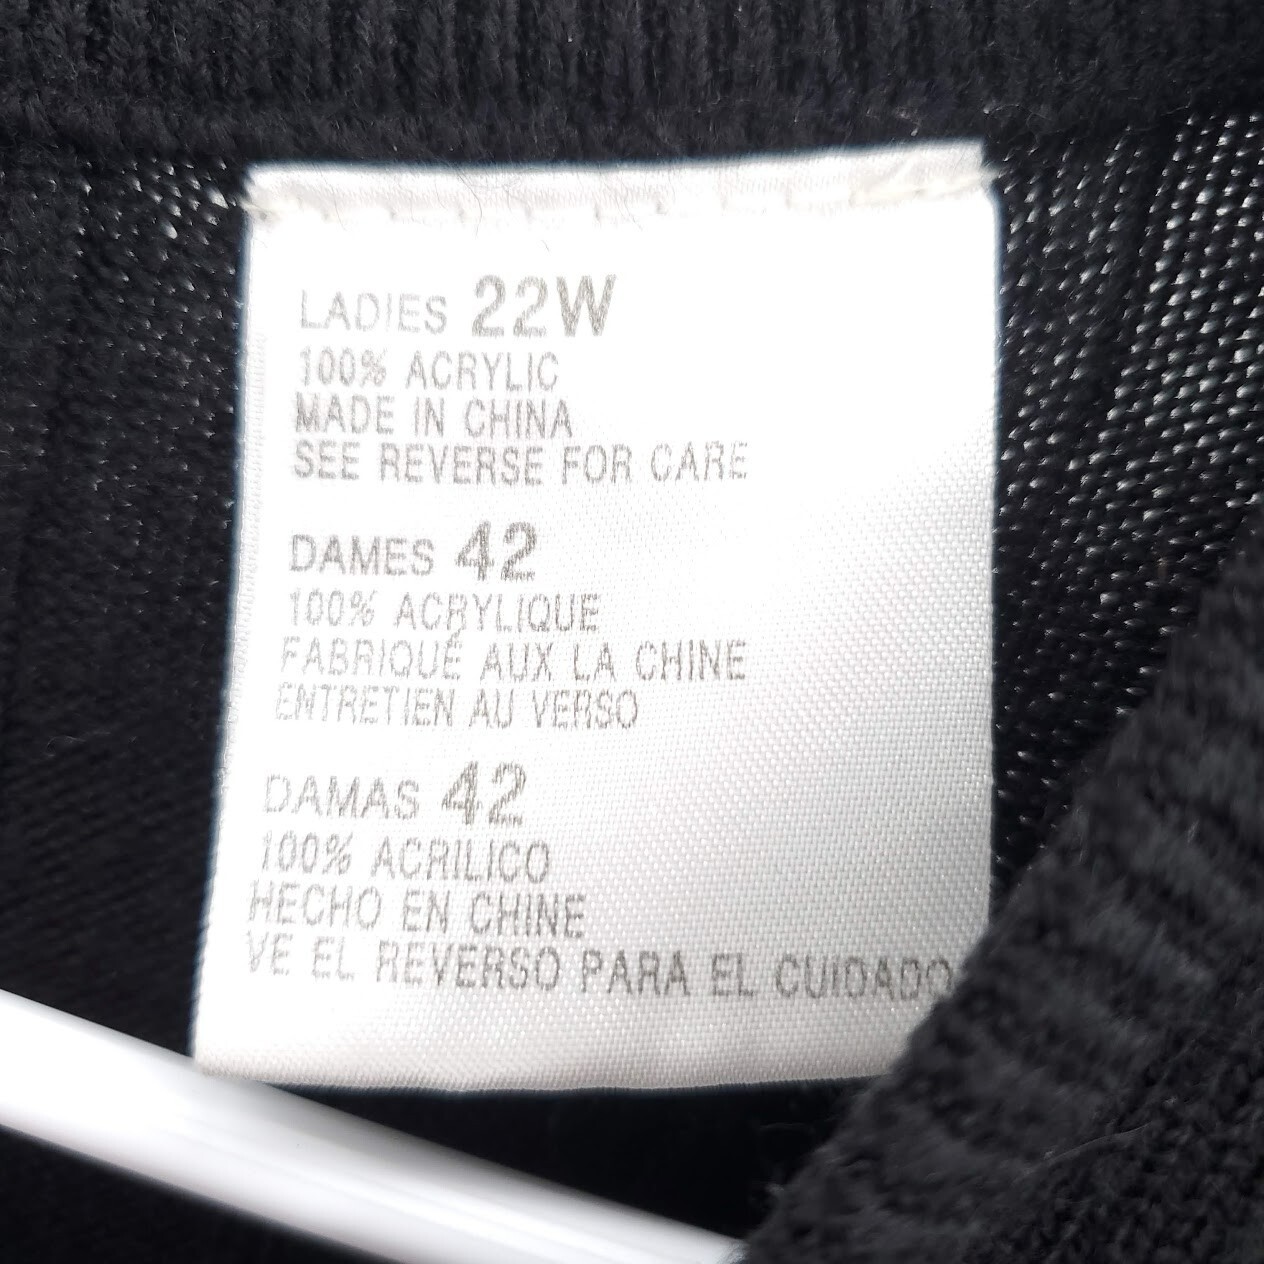 LADIES 22W
100% ACRYLIC
MADE IN CHINA
SEE REVERSE FOR CARE
DAMES 42
100% ACRYLIQUE
FABRIQUÉ AUX LA CHINE
ENTRETIEN AU VERSO
DAMAS 42
100% ACRILICO
HECHO EN CHINE
VE EL REVERSO PARA EL CUIDADO